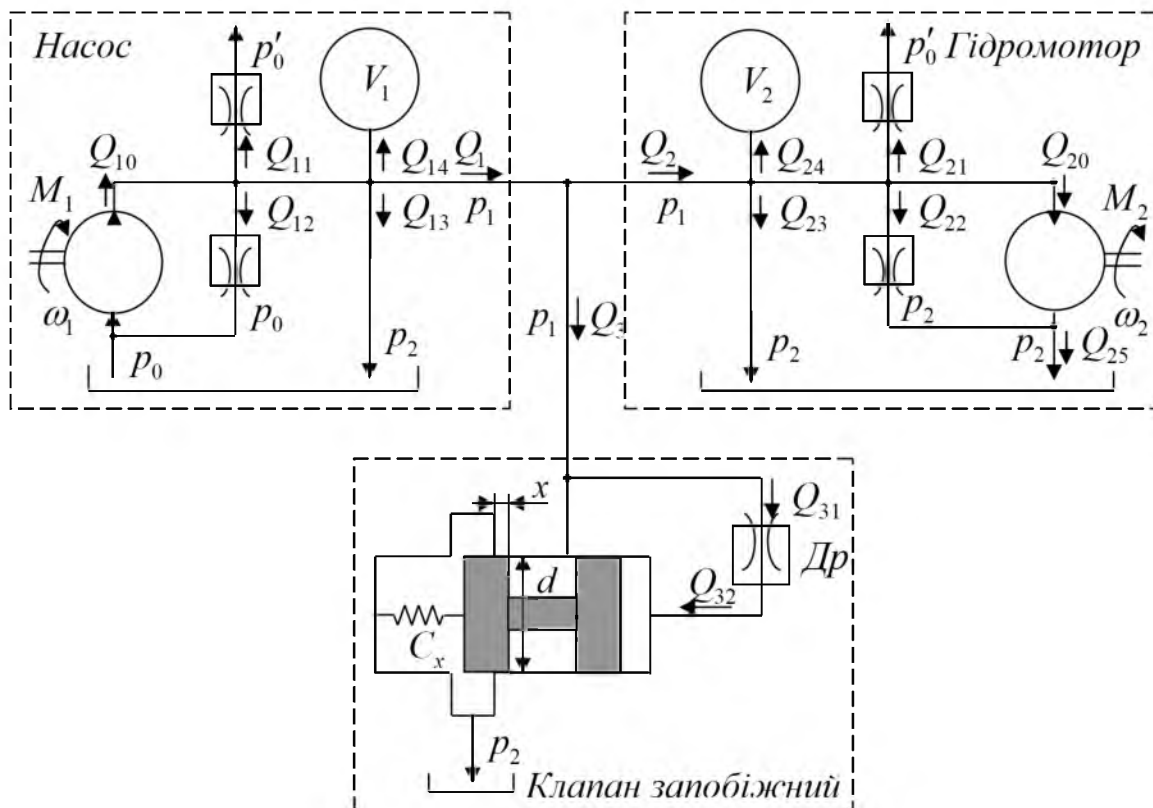 Насос
p′₀
V₁
Q₁₀
Q₁₁
Q₁₄
Q₁
M₁
Q₁₂
Q₁₃
p₁
ω₁
p₀
p₀
p₂
Гідромотор
p′₀
V₂
Q₂
Q₂₄
Q₂₁
Q₂₀
p₁
Q₂₃
Q₂₂
M₂
p₂
ω₂
p₂
p₂
Q₂₅
p₁
Q₃
x
Q₃₁
Др
d
Q₃₂
Cₓ
p₂
Клапан запобіжний